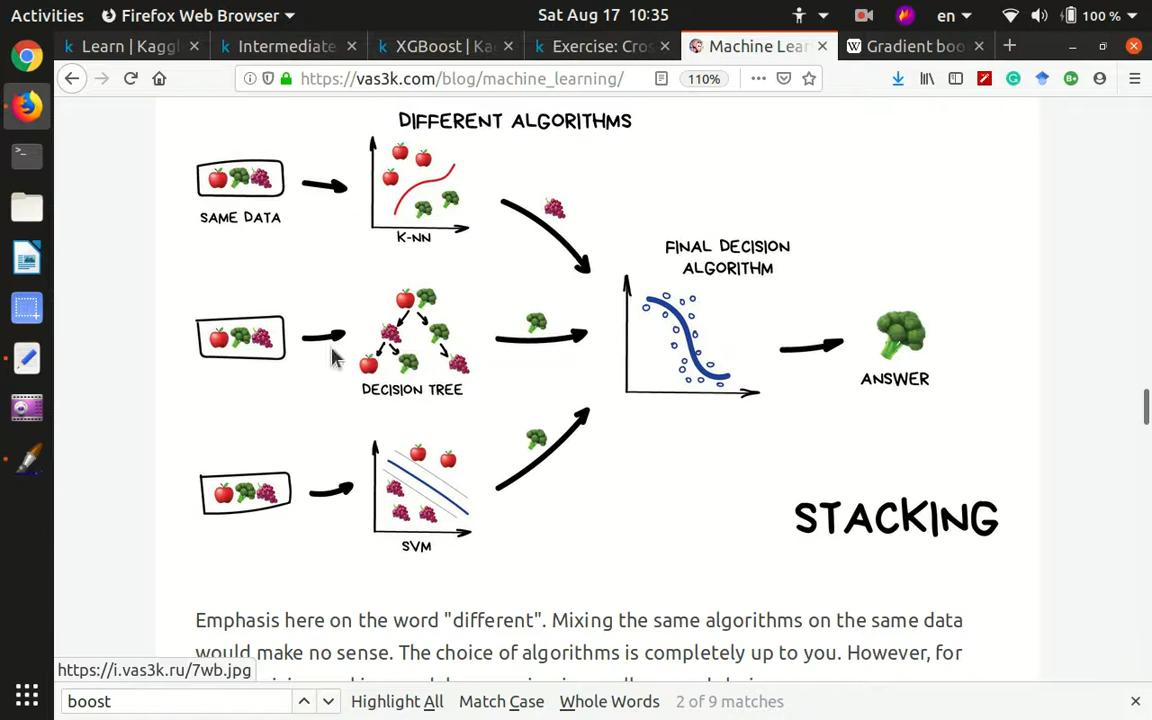 Activities
Firefox Web Browser
Sat Aug 17 10:35
en
100 %
Learn | Kaggl
Intermediate
XGBoost | Ka
Exercise: Cros
Machine Lear
Gradient boo
https://vas3k.com/blog/machine_learning/
110%
DIFFERENT ALGORITHMS
SAME DATA
K-NN
FINAL DECISION
ALGORITHM
DECISION TREE
ANSWER
SVM
STACKING
Emphasis here on the word "different". Mixing the same algorithms on the same data
would make no sense. The choice of algorithms is completely up to you. However, for
https://i.vas3k.ru/7wb.jpg
boost
Highlight All
Match Case
Whole Words
2 of 9 matches